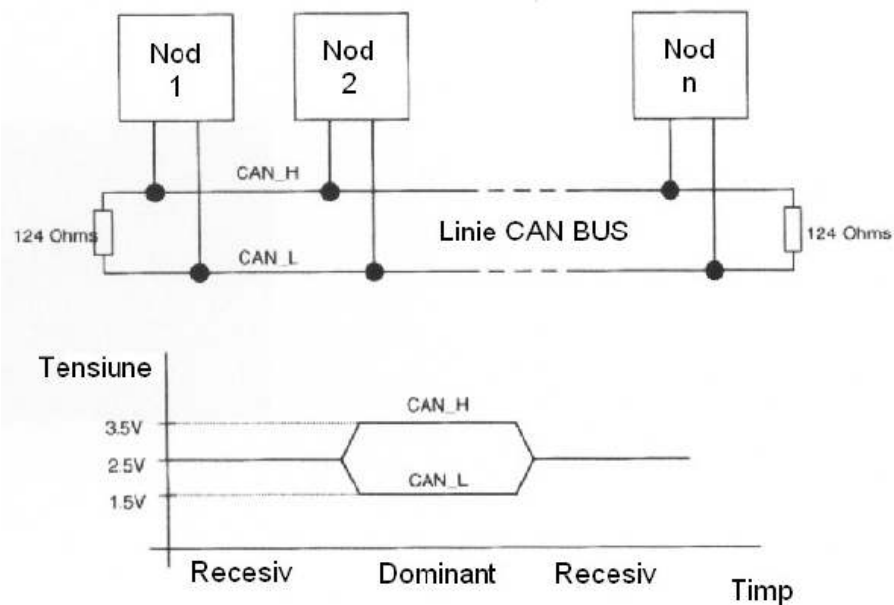 Nod
1
Nod
2
Nod
n
CAN_H
124 Ohms
Linie CAN BUS
124 Ohms
CAN_L
Tensiune
CAN_H
3.5V
2.5V
CAN_L
1.5V
Recesiv
Dominant
Recesiv
Timp